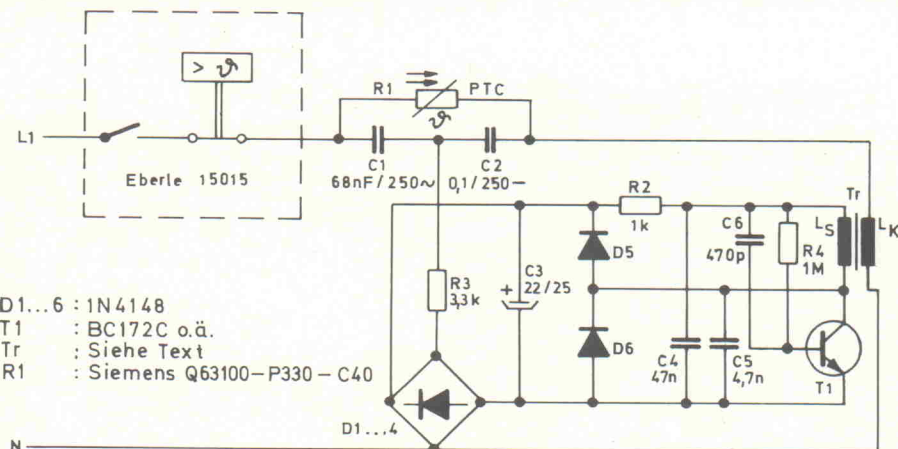 > ϑ
R1
PTC
ϑ
L1
C1
C2
Eberle 15015
68nF/250~
0,1/250–
R2
1k
Tr
C6
470p
R4
1M
LS
LK
D5
R3
3,3k
C3
+
22/25
D6
C4
47n
C5
4,7n
T1
D1...6 : 1N4148
T1 : BC172C o.ä.
Tr : Siehe Text
R1 : Siemens Q63100–P330–C40
D1...4
N